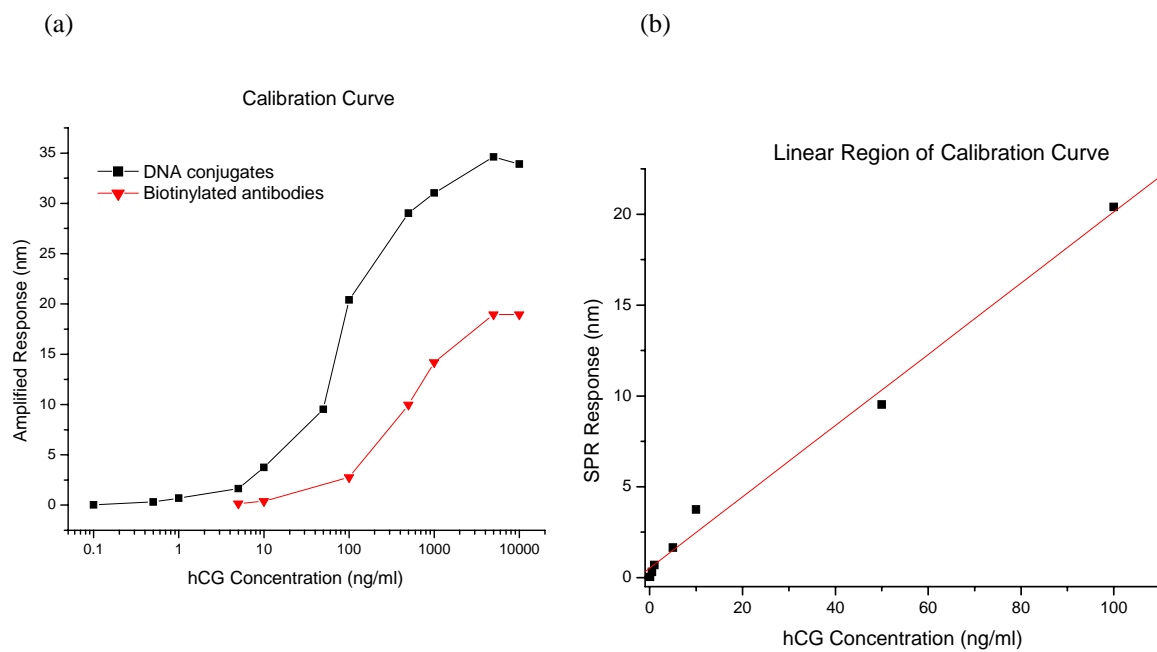 (a)
Calibration Curve
DNA conjugates
Biotinylated antibodies
35
30
25
20
15
10
5
0
Amplified Response (nm)
0.1 1 10 100 1000 10000
hCG Concentration (ng/ml)
(b)
Linear Region of Calibration Curve
20
15
10
5
0
SPR Response (nm)
0 20 40 60 80 100
hCG Concentration (ng/ml)